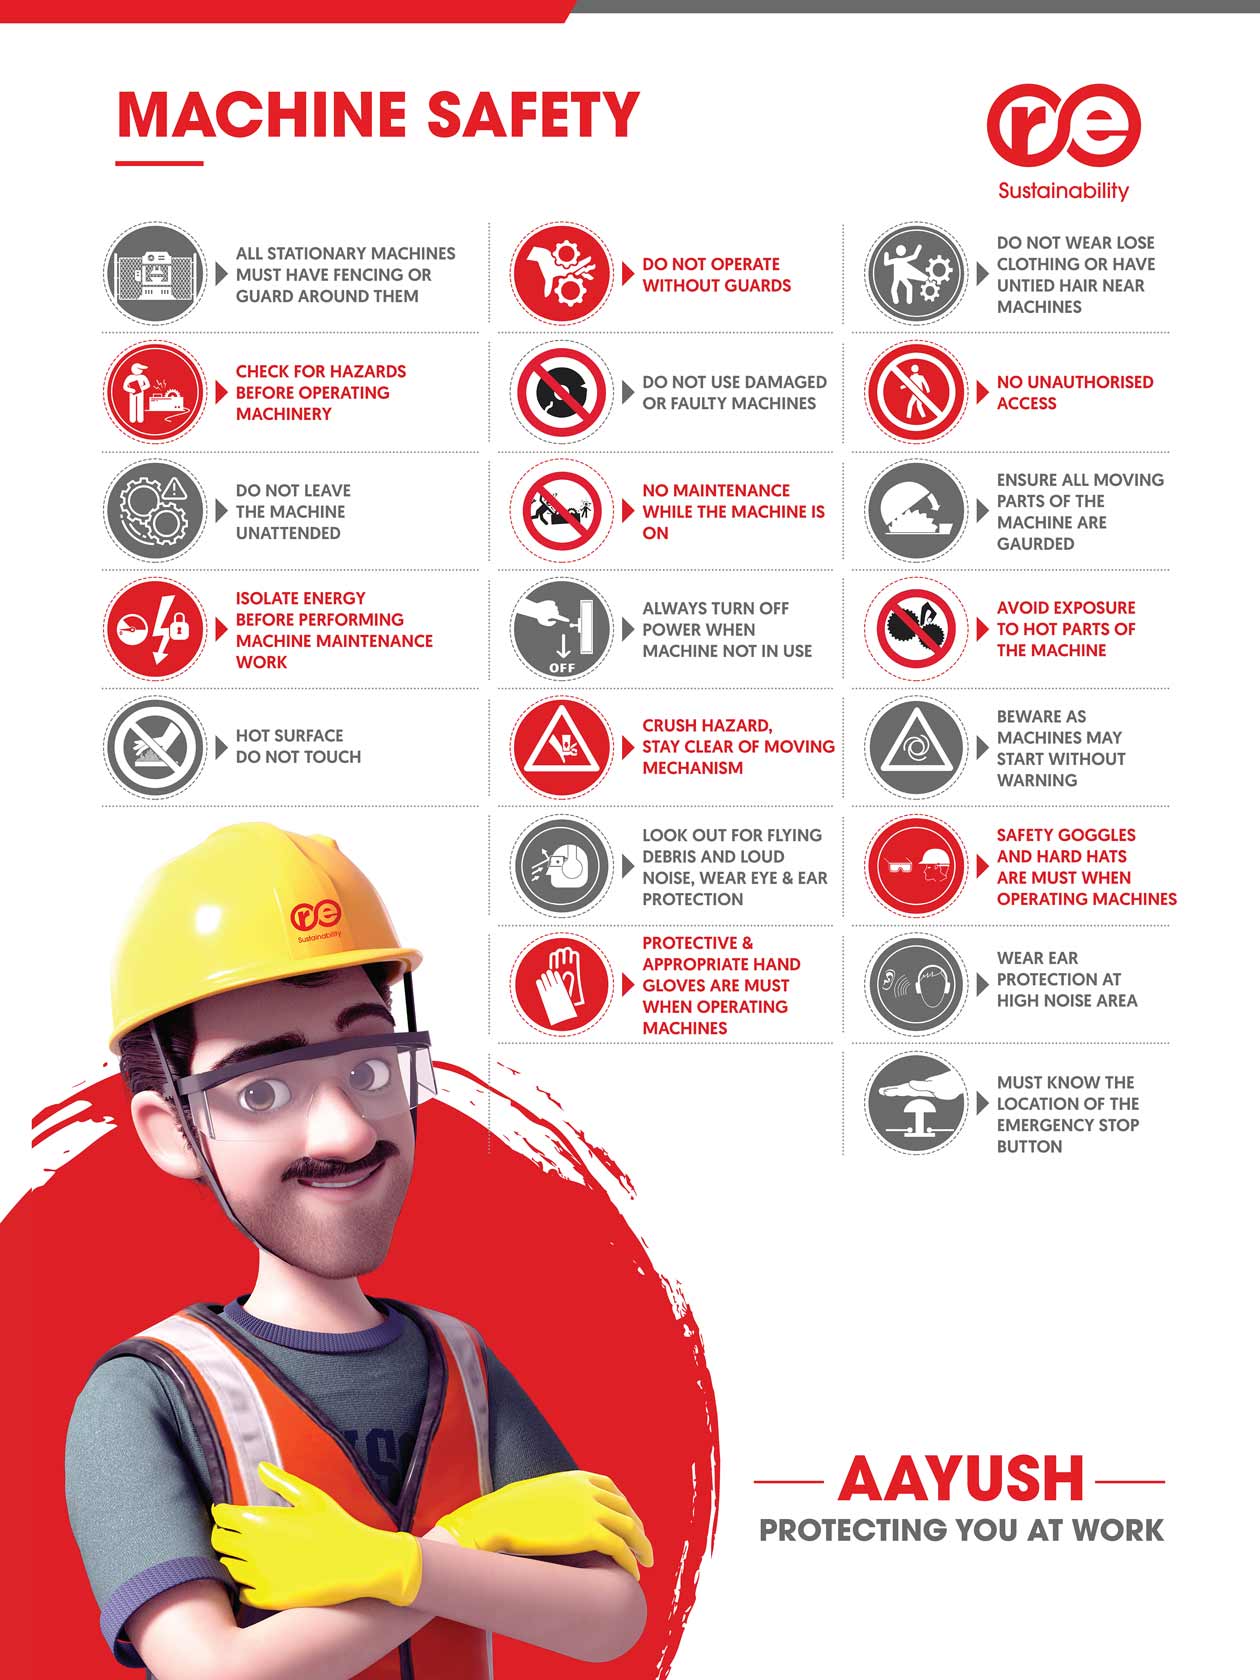 MACHINE SAFETY
re
Sustainability
ALL STATIONARY MACHINES
MUST HAVE FENCING OR
GUARD AROUND THEM
CHECK FOR HAZARDS
BEFORE OPERATING
MACHINERY
DO NOT LEAVE
THE MACHINE
UNATTENDED
ISOLATE ENERGY
BEFORE PERFORMING
MACHINE MAINTENANCE
WORK
HOT SURFACE
DO NOT TOUCH
DO NOT OPERATE
WITHOUT GUARDS
DO NOT USE DAMAGED
OR FAULTY MACHINES
NO MAINTENANCE
WHILE THE MACHINE IS
ON
OFF
ALWAYS TURN OFF
POWER WHEN
MACHINE NOT IN USE
CRUSH HAZARD,
STAY CLEAR OF MOVING
MECHANISM
LOOK OUT FOR FLYING
DEBRIS AND LOUD
NOISE, WEAR EYE & EAR
PROTECTION
PROTECTIVE &
APPROPRIATE HAND
GLOVES ARE MUST
WHEN OPERATING
MACHINES
DO NOT WEAR LOSE
CLOTHING OR HAVE
UNTIED HAIR NEAR
MACHINES
NO UNAUTHORISED
ACCESS
ENSURE ALL MOVING
PARTS OF THE
MACHINE ARE
GAURDED
AVOID EXPOSURE
TO HOT PARTS OF
THE MACHINE
BEWARE AS
MACHINES MAY
START WITHOUT
WARNING
SAFETY GOGGLES
AND HARD HATS
ARE MUST WHEN
OPERATING MACHINES
WEAR EAR
PROTECTION AT
HIGH NOISE AREA
MUST KNOW THE
LOCATION OF THE
EMERGENCY STOP
BUTTON
re
Sustainability
AAYUSH
PROTECTING YOU AT WORK